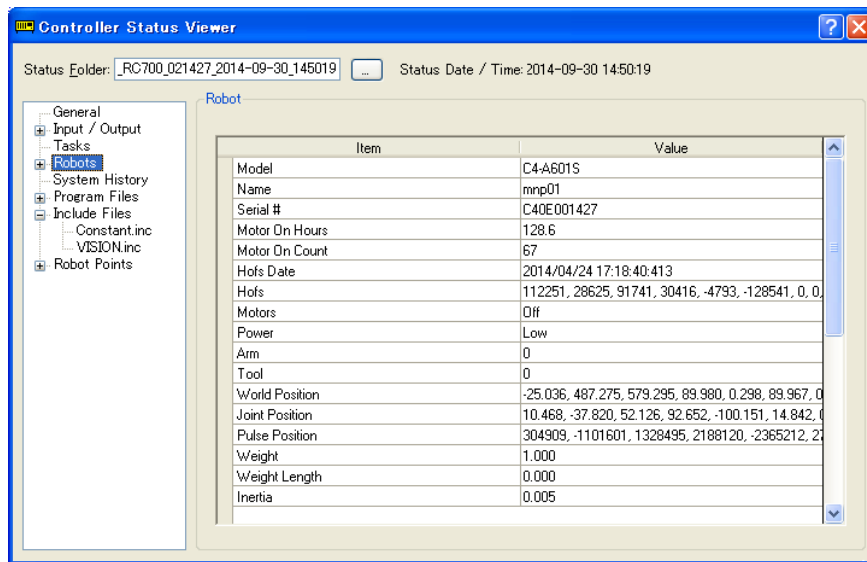 Controller Status Viewer
Status Folder: _RC700_021427_2014-09-30_145019 ... Status Date / Time: 2014-09-30 14:50:19
General
Input / Output
Tasks
Robots
System History
Program Files
Include Files
Constant.inc
VISION.inc
Robot Points
Robot
Item Value
Model C4-A601S
Name mnp01
Serial # C40E001427
Motor On Hours 128.6
Motor On Count 67
Hofs Date 2014/04/24 17:18:40:413
Hofs 112251, 28625, 91741, 30416, -4793, -128541, 0, 0,
Motors Off
Power Low
Arm 0
Tool 0
World Position -25.036, 487.275, 579.295, 89.980, 0.298, 89.967, 0
Joint Position 10.468, -37.820, 52.126, 92.652, -100.151, 14.842,
Pulse Position 304909, -1101601, 1328495, 2188120, -2365212,
Weight 1.000
Weight Length 0.000
Inertia 0.005